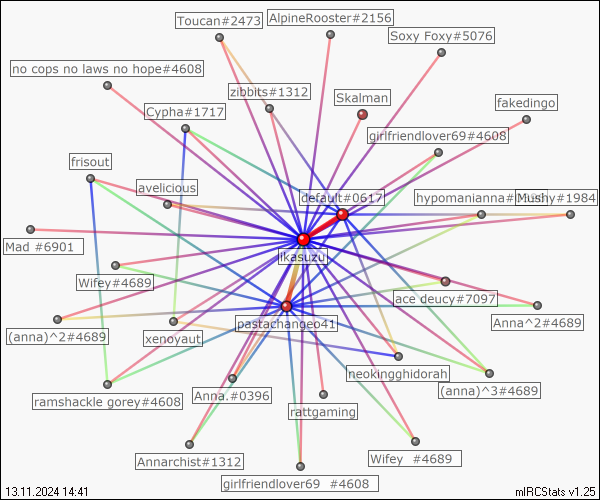 Toucan#2473
AlpineRooster#2156
Soxy Foxy#5076
no cops no laws no hope#4608
zibbits#1312
Skalman
fakedingo
Cypha#1717
girlfriendlover69#4608
frisout
avelicious
default#0617
hypomanianna#
Mushy#1984
Mad #6901
ikasuzu
Wifey#4689
ace deucy#7097
(anna)^2#4689
pastachangeo41
Anna^2#4689
xenoyaut
neokingghidorah
(anna)^3#4689
ramshackle gorey#4608
Anna.#0396
rattgaming
Annarchist#1312
Wifey  #4689
girlfriendlover69  #4608
13.11.2024 14:41
mIRCStats v1.25